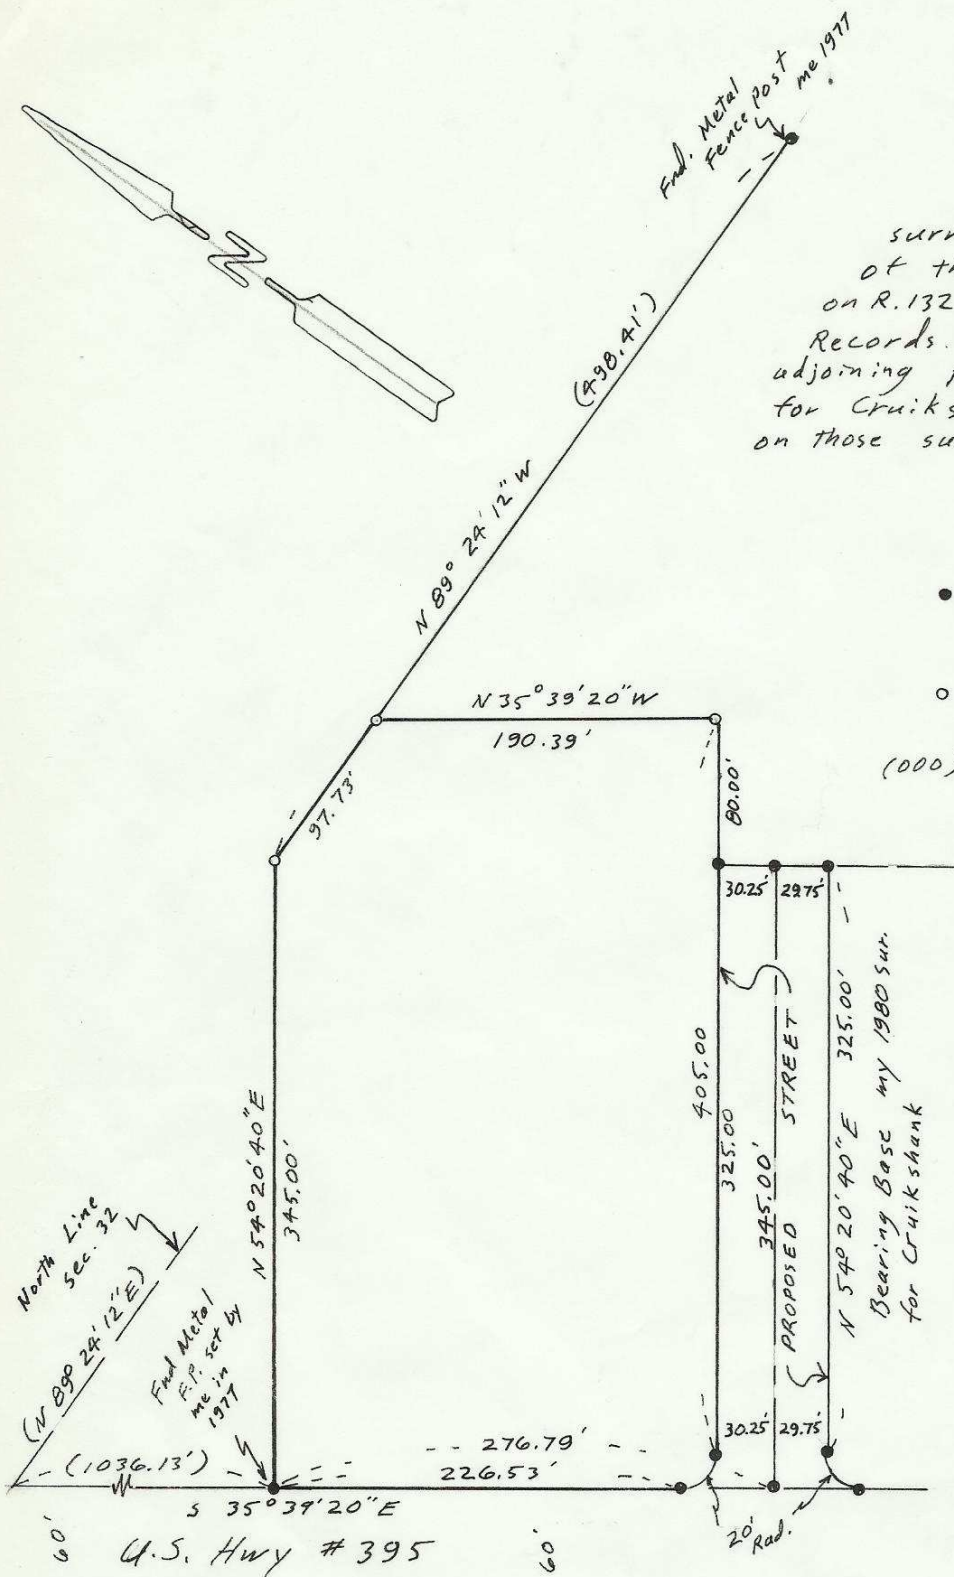 Fnd. Metal
Fence post
me 1977
surv
of th
on R.132
Records.
adjoining p
for Cruiks
on those su
(498.41')
N 89° 24' 12" W
N 35° 39' 20" W
190.39'
(000)
97.73'
80.00'
30.25' 29.75'
N 54° 20' 40" E
345.00'
405.00
325.00
345.00'
PROPOSED STREET
N 54° 20' 40" E 325.00'
Bearing Base my 1980 sur.
for Cruikshank
North Line
sec. 32
(N 89° 24' 12" E)
Fnd Metal
F.P. set by
me in
1977
30.25' 29.75'
276.79'
(1036.13')
226.53'
S 35° 39' 20" E
20' Rad.
60'
60'
U.S. Hwy # 395
N